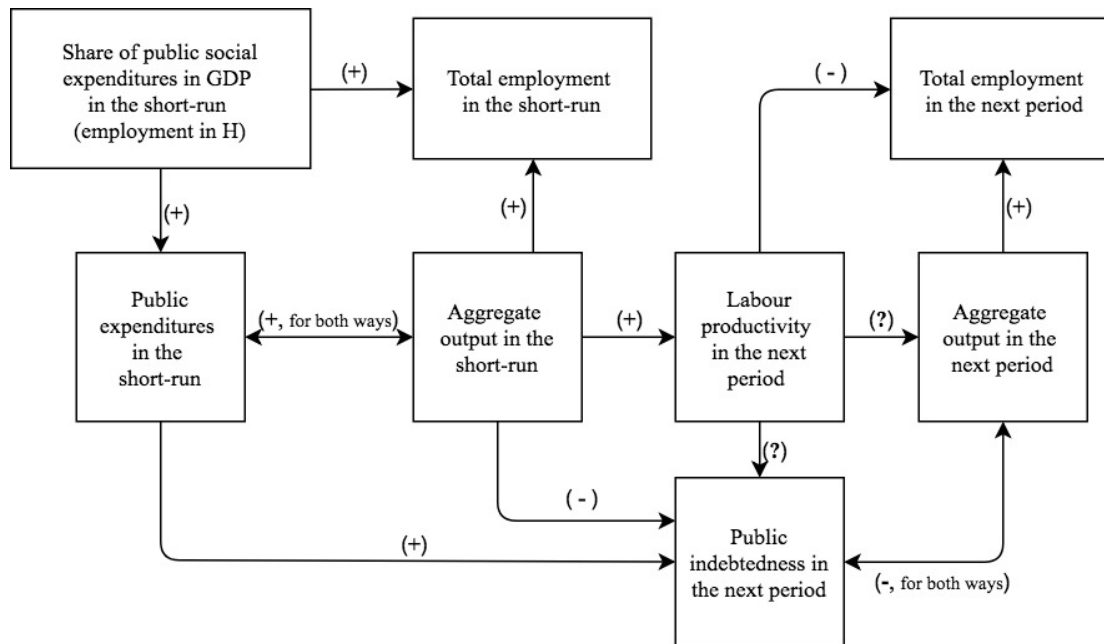 Share of public social
expenditures in GDP
in the short-run
(employment in H)
(+)
Total employment
in the short-run
( - )
Total employment
in the next period
(+)
(+)
(+)
Public
expenditures
in the
short-run
(+, for both ways)
Aggregate
output in the
short-run
(+)
Labour
productivity
in the next
period
(?)
Aggregate
output in the
next period
(?)
( - )
(+)
Public
indebtedness in
the next period
(-, for both ways)